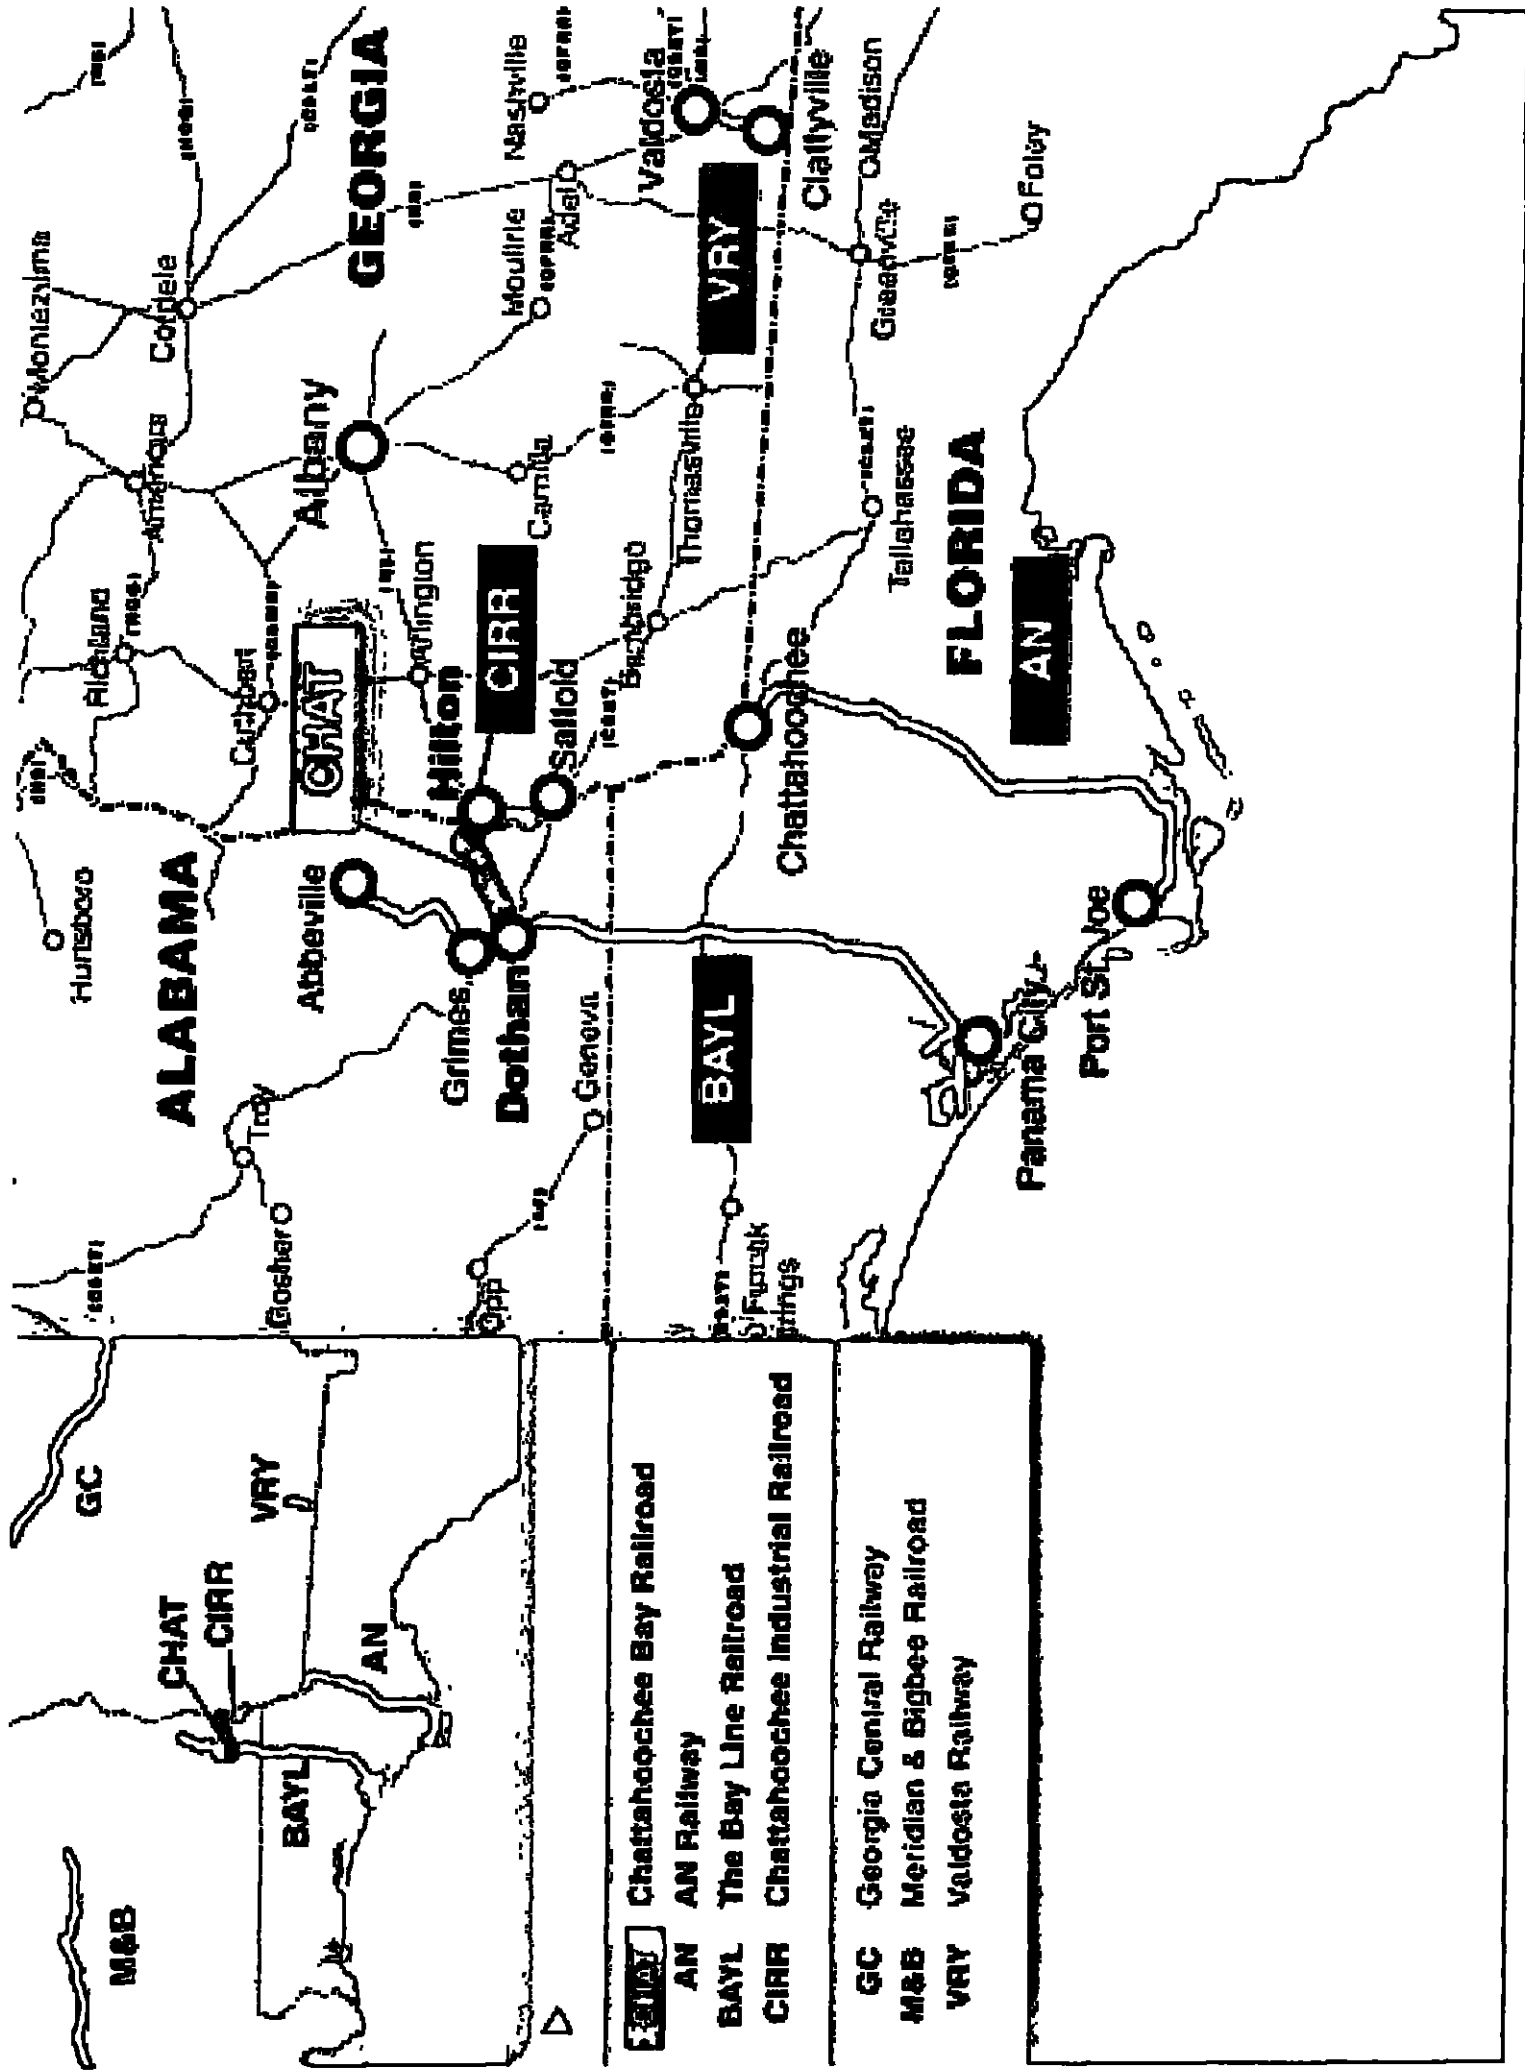 M&B
GC
CHAT
CIRR
VRY
BAYL
AN
CHAT Chattahoochee Bay Railroad
AN AN Railway
BAYL The Bay Line Railroad
CIRR Chattahoochee Industrial Railroad
GC Georgia Central Railway
M&B Meridian & Bigbee Railroad
VRY Valdosta Railway
ALABAMA
GEORGIA
FLORIDA
Hurtsboro
Richland
Americus
Montezuma
Cordele
Troy
Goshen
Abbeville
Cuthbert
CHAT
Albany
Grimes
Hilton
Arlington
Dothan
CIRR
Saffold
Camilla
Moultrie
Adel
Nashville
Opp
Geneva
Bainbridge
Thomasville
Valdosta
BAYL
VRY
Clattyville
Chattahoochee
Tallahassee
Greenville
Madison
Foley
AN
Panama City
Port St. Joe